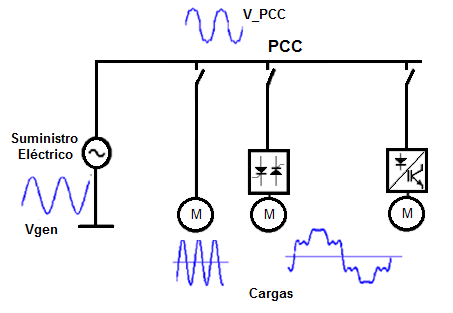 V_PCC
PCC
Suministro
Eléctrico
Vgen
M
M
M
Cargas